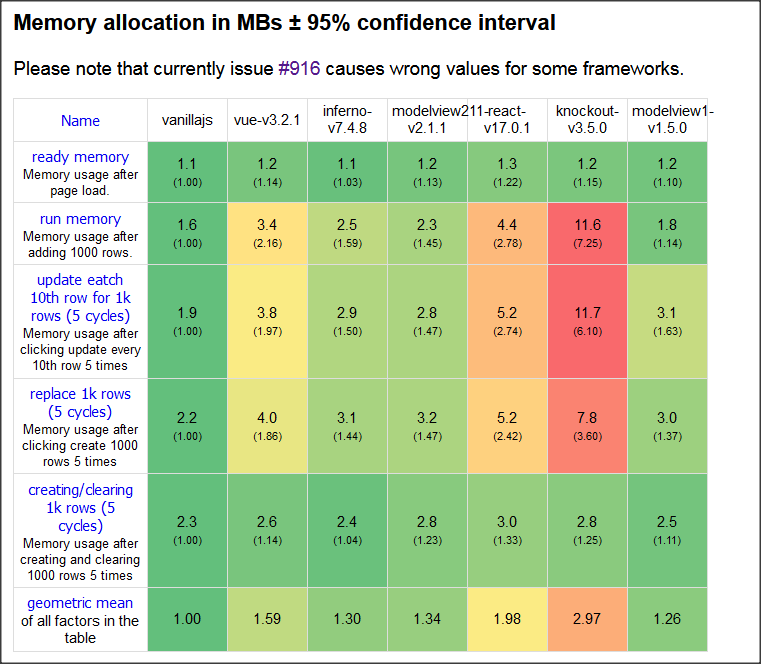 Memory allocation in MBs ± 95% confidence interval
Please note that currently issue #916 causes wrong values for some frameworks.
Name vanillajs vue-v3.2.1 inferno- modelview211-react- knockout- modelview1-
v7.4.8 v2.1.1 v17.0.1 v3.5.0 v1.5.0
ready memory
Memory usage after
page load.
1.1 1.2 1.1 1.2 1.3 1.2 1.2
(1.00) (1.14) (1.03) (1.13) (1.22) (1.15) (1.10)
run memory
Memory usage after
adding 1000 rows.
1.6 3.4 2.5 2.3 4.4 11.6 1.8
(1.00) (2.16) (1.59) (1.45) (2.78) (7.25) (1.14)
update eatch
10th row for 1k
rows (5 cycles)
Memory usage after
clicking update every
10th row 5 times
1.9 3.8 2.9 2.8 5.2 11.7 3.1
(1.00) (1.97) (1.50) (1.47) (2.74) (6.10) (1.63)
replace 1k rows
(5 cycles)
Memory usage after
clicking create 1000
rows 5 times
2.2 4.0 3.1 3.2 5.2 7.8 3.0
(1.00) (1.86) (1.44) (1.47) (2.42) (3.60) (1.37)
creating/clearing
1k rows (5
cycles)
Memory usage after
creating and clearing
1000 rows 5 times
2.3 2.6 2.4 2.8 3.0 2.8 2.5
(1.00) (1.14) (1.04) (1.23) (1.33) (1.25) (1.11)
geometric mean
of all factors in the
table
1.00 1.59 1.30 1.34 1.98 2.97 1.26